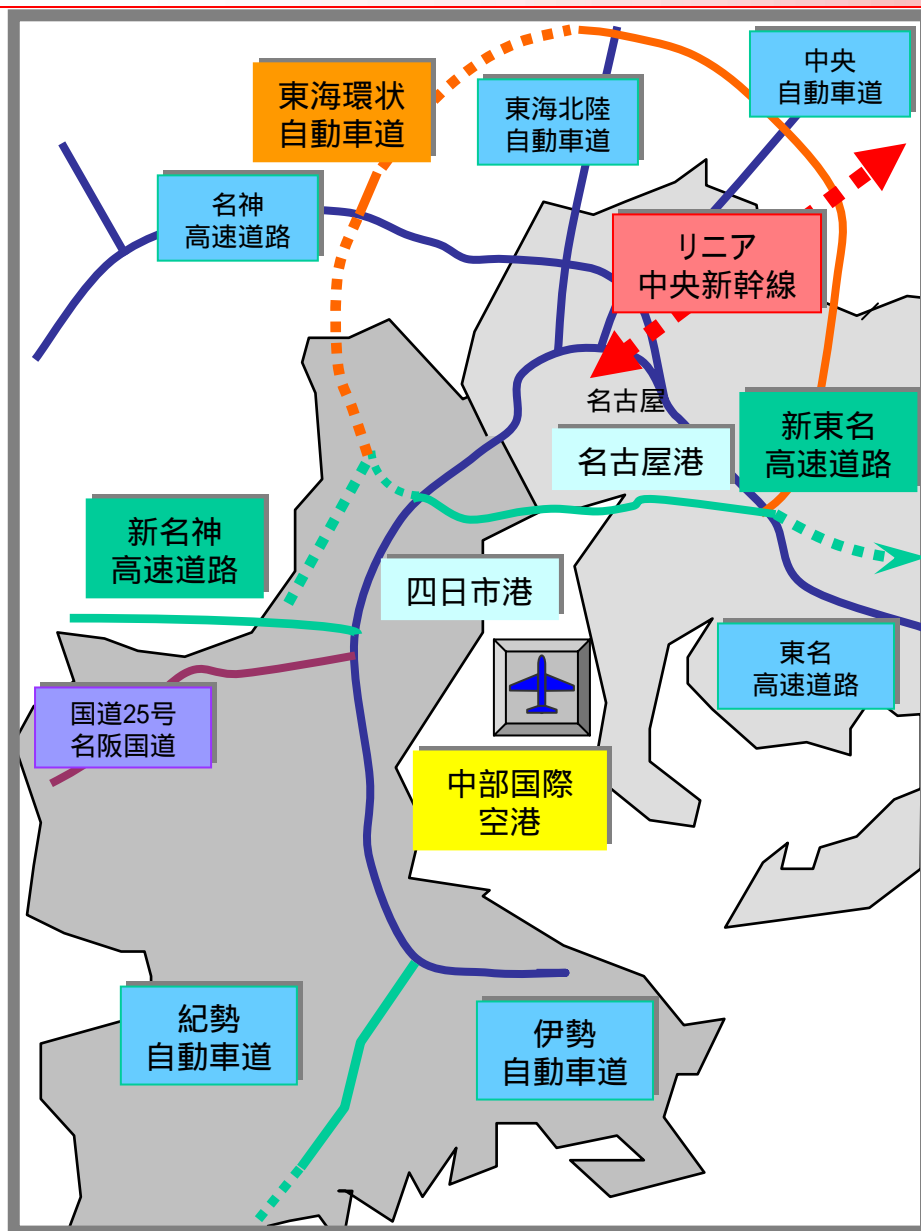 中央
自動車道
東海環状
自動車道
東海北陸
自動車道
名神
高速道路
リニア
中央新幹線
名古屋
新東名
高速道路
名古屋港
新名神
高速道路
四日市港
東名
高速道路
国道25号
名阪国道
中部国際
空港
紀勢
自動車道
伊勢
自動車道